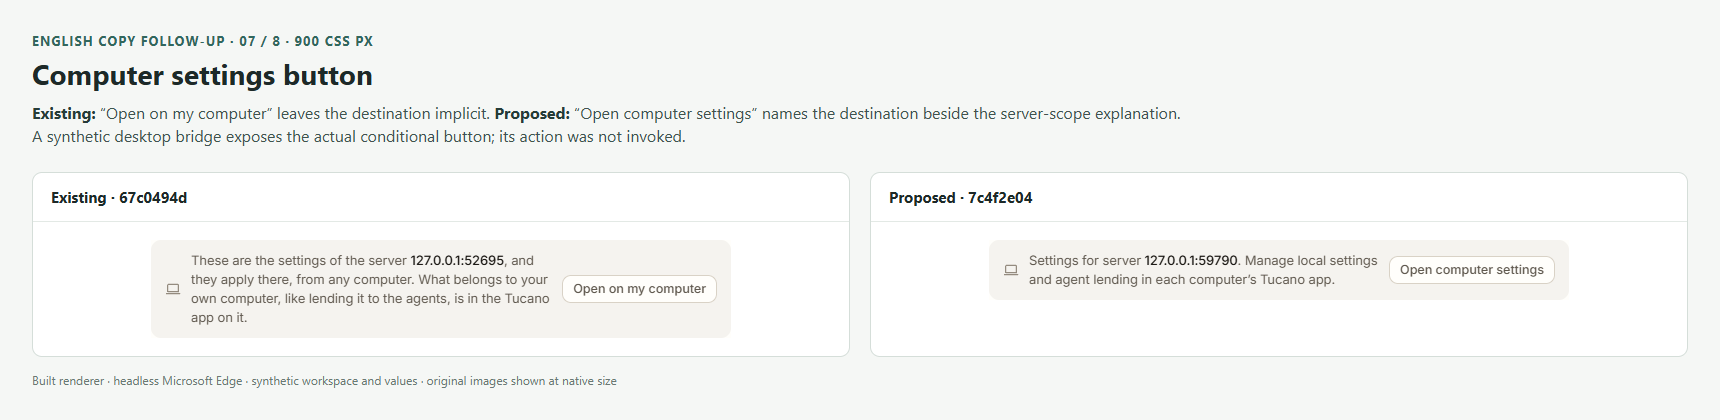 ENGLISH COPY FOLLOW-UP · 07 / 8 · 900 CSS PX
Computer settings button
Existing: “Open on my computer” leaves the destination implicit. Proposed: “Open computer settings” names the destination beside the server-scope explanation.
A synthetic desktop bridge exposes the actual conditional button; its action was not invoked.
Existing · 67c0494d
These are the settings of the server 127.0.0.1:52695, and
they apply there, from any computer. What belongs to your
own computer, like lending it to the agents, is in the Tucano
app on it.
Open on my computer
Proposed · 7c4f2e04
Settings for server 127.0.0.1:59790. Manage local settings
and agent lending in each computer’s Tucano app.
Open computer settings
Built renderer · headless Microsoft Edge · synthetic workspace and values · original images shown at native size